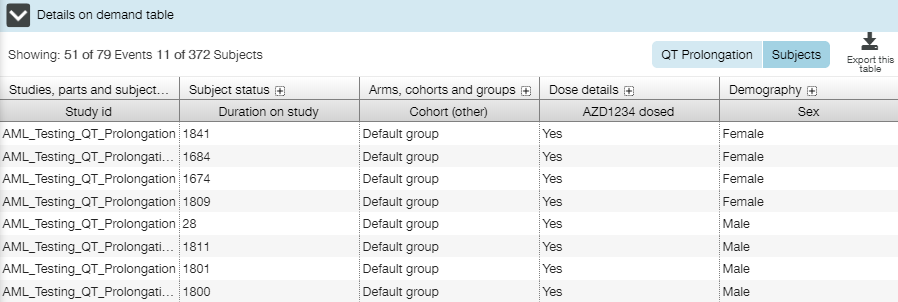 Details on demand table
Showing: 51 of 79 Events 11 of 372 Subjects
QT Prolongation Subjects
Export this table
Studies, parts and subject... Subject status Arms, cohorts and groups Dose details Demography
Study id Duration on study Cohort (other) AZD1234 dosed Sex
AML_Testing_QT_Prolongation 1841 Default group Yes Female
AML_Testing_QT_Prolongati... 1684 Default group Yes Female
AML_Testing_QT_Prolongation 1674 Default group Yes Female
AML_Testing_QT_Prolongati... 1809 Default group Yes Female
AML_Testing_QT_Prolongation 28 Default group Yes Male
AML_Testing_QT_Prolongati... 1811 Default group Yes Male
AML_Testing_QT_Prolongation 1801 Default group Yes Male
AML_Testing_QT_Prolongati... 1800 Default group Yes Male